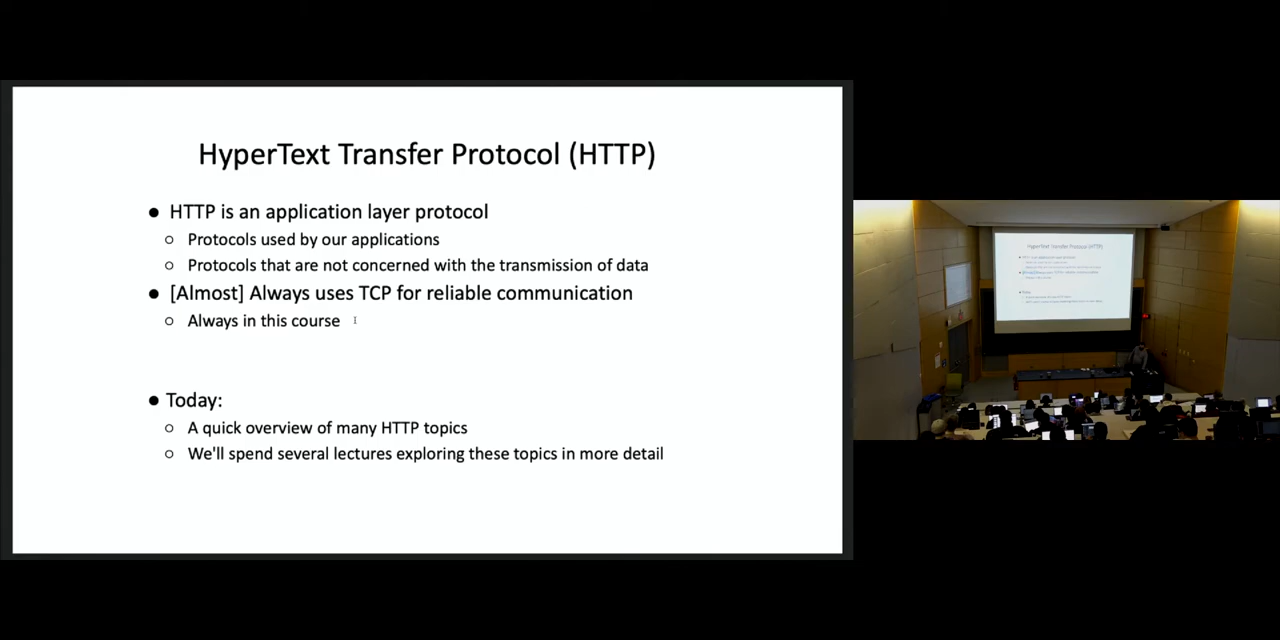 HyperText Transfer Protocol (HTTP)
● HTTP is an application layer protocol
○ Protocols used by our applications
○ Protocols that are not concerned with the transmission of data
● [Almost] Always uses TCP for reliable communication
○ Always in this course
● Today:
○ A quick overview of many HTTP topics
○ We'll spend several lectures exploring these topics in more detail
HyperText Transfer Protocol (HTTP)